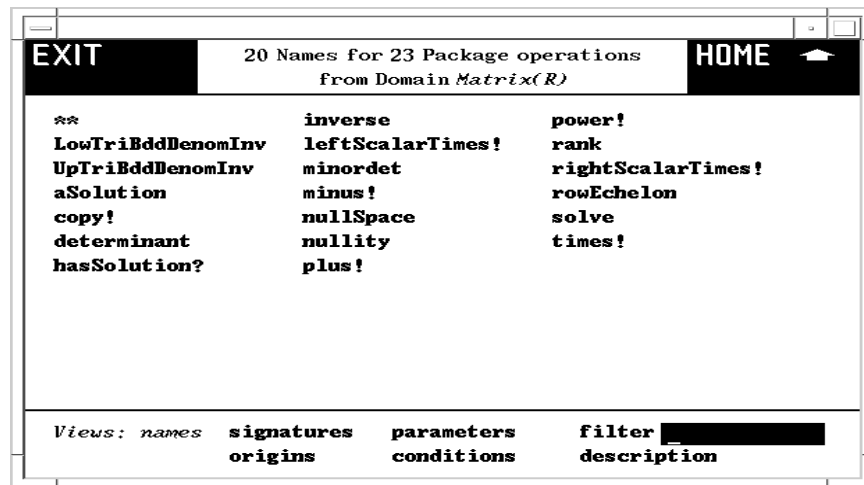 EXIT
20 Names for 23 Package operations
from Domain Matrix(R)
HOME
** inverse power!
LowTriBddDenomInv leftScalarTimes! rank
UpTriBddDenomInv minordet rightScalarTimes!
aSolution minus! rowEchelon
copy! nullSpace solve
determinant nullity times!
hasSolution? plus!
Views: names signatures parameters filter _
origins conditions description